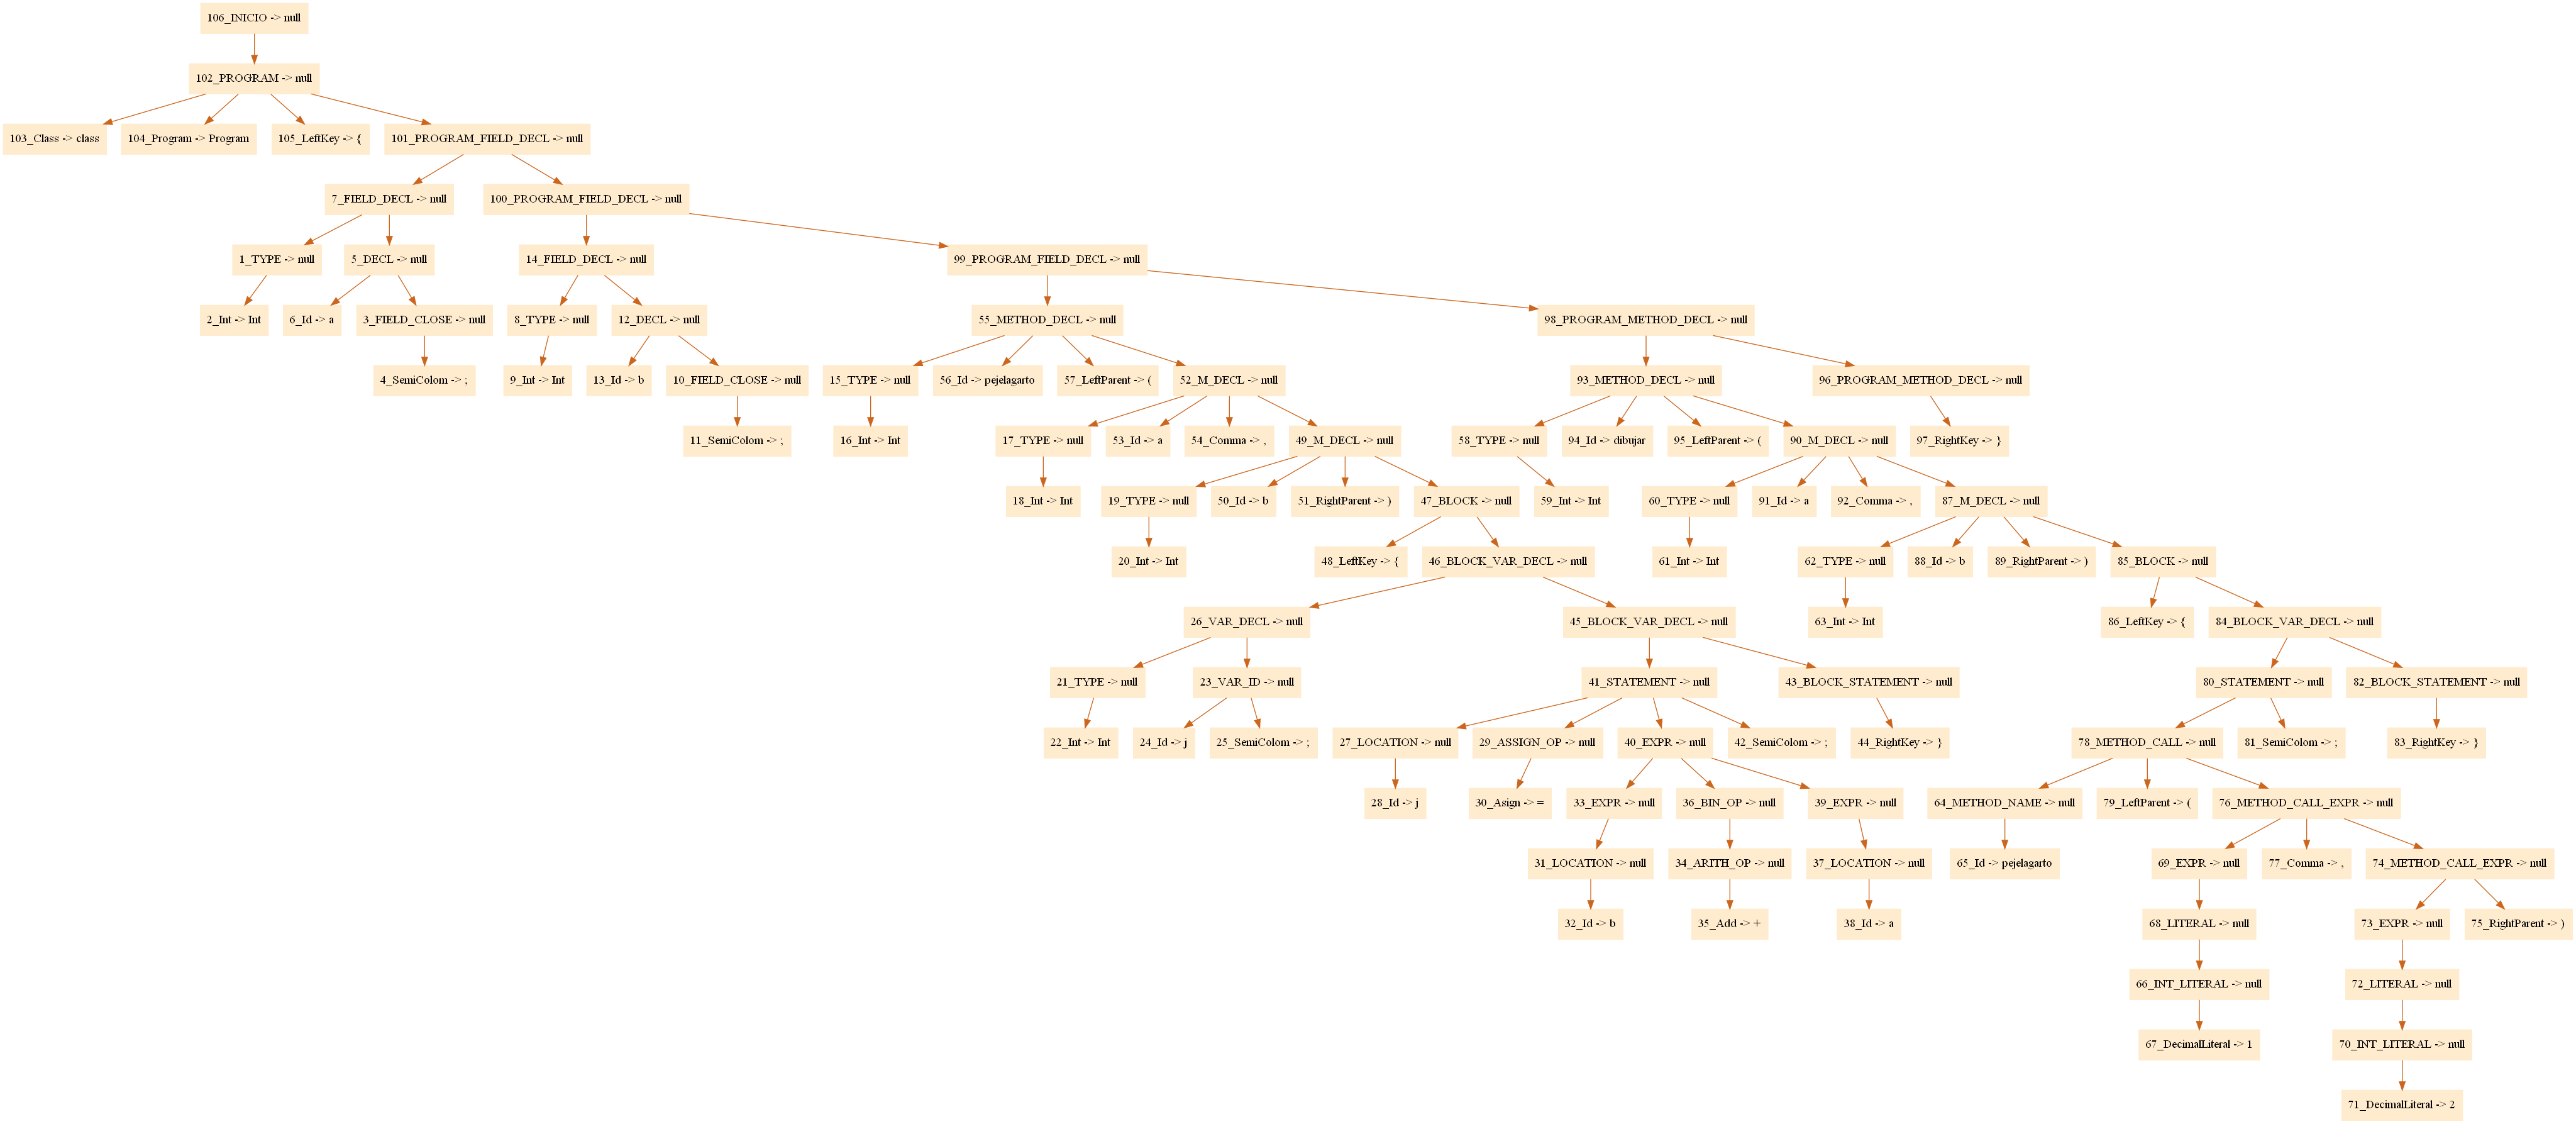 106_INICIO -> null
102_PROGRAM -> null
103_Class -> class
104_Program -> Program
105_LeftKey -> {
101_PROGRAM_FIELD_DECL -> null
7_FIELD_DECL -> null
100_PROGRAM_FIELD_DECL -> null
1_TYPE -> null
5_DECL -> null
14_FIELD_DECL -> null
99_PROGRAM_FIELD_DECL -> null
2_Int -> Int
6_Id -> a
3_FIELD_CLOSE -> null
8_TYPE -> null
12_DECL -> null
55_METHOD_DECL -> null
98_PROGRAM_METHOD_DECL -> null
4_SemiColom -> ;
9_Int -> Int
13_Id -> b
10_FIELD_CLOSE -> null
15_TYPE -> null
56_Id -> pejelagarto
57_LeftParent -> (
52_M_DECL -> null
93_METHOD_DECL -> null
96_PROGRAM_METHOD_DECL -> null
11_SemiColom -> ;
16_Int -> Int
17_TYPE -> null
53_Id -> a
54_Comma -> ,
49_M_DECL -> null
58_TYPE -> null
94_Id -> dibujar
95_LeftParent -> (
90_M_DECL -> null
97_RightKey -> }
18_Int -> Int
19_TYPE -> null
50_Id -> b
51_RightParent -> )
47_BLOCK -> null
59_Int -> Int
60_TYPE -> null
91_Id -> a
92_Comma -> ,
87_M_DECL -> null
20_Int -> Int
48_LeftKey -> {
46_BLOCK_VAR_DECL -> null
61_Int -> Int
62_TYPE -> null
88_Id -> b
89_RightParent -> )
85_BLOCK -> null
26_VAR_DECL -> null
45_BLOCK_VAR_DECL -> null
63_Int -> Int
86_LeftKey -> {
84_BLOCK_VAR_DECL -> null
21_TYPE -> null
23_VAR_ID -> null
41_STATEMENT -> null
43_BLOCK_STATEMENT -> null
80_STATEMENT -> null
82_BLOCK_STATEMENT -> null
22_Int -> Int
24_Id -> j
25_SemiColom -> ;
27_LOCATION -> null
29_ASSIGN_OP -> null
40_EXPR -> null
42_SemiColom -> ;
44_RightKey -> }
78_METHOD_CALL -> null
81_SemiColom -> ;
83_RightKey -> }
28_Id -> j
30_Asign -> =
33_EXPR -> null
36_BIN_OP -> null
39_EXPR -> null
64_METHOD_NAME -> null
79_LeftParent -> (
76_METHOD_CALL_EXPR -> null
31_LOCATION -> null
34_ARITH_OP -> null
37_LOCATION -> null
65_Id -> pejelagarto
69_EXPR -> null
77_Comma -> ,
74_METHOD_CALL_EXPR -> null
32_Id -> b
35_Add -> +
38_Id -> a
68_LITERAL -> null
73_EXPR -> null
75_RightParent -> )
66_INT_LITERAL -> null
72_LITERAL -> null
67_DecimalLiteral -> 1
70_INT_LITERAL -> null
71_DecimalLiteral -> 2